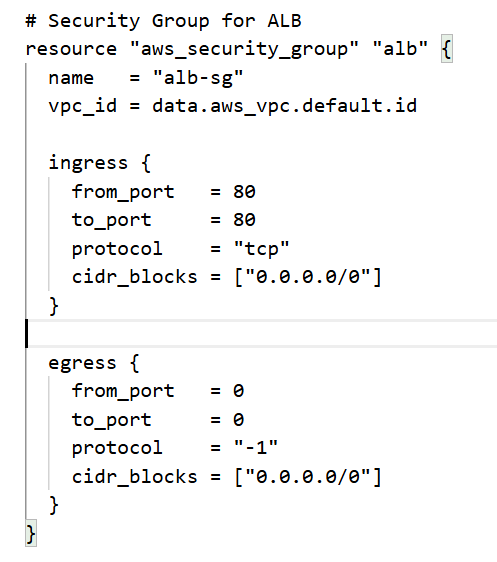 # Security Group for ALB
resource "aws_security_group" "alb" {
  name   = "alb-sg"
  vpc_id = data.aws_vpc.default.id

  ingress {
    from_port   = 80
    to_port     = 80
    protocol    = "tcp"
    cidr_blocks = ["0.0.0.0/0"]
  }

  egress {
    from_port   = 0
    to_port     = 0
    protocol    = "-1"
    cidr_blocks = ["0.0.0.0/0"]
  }
}